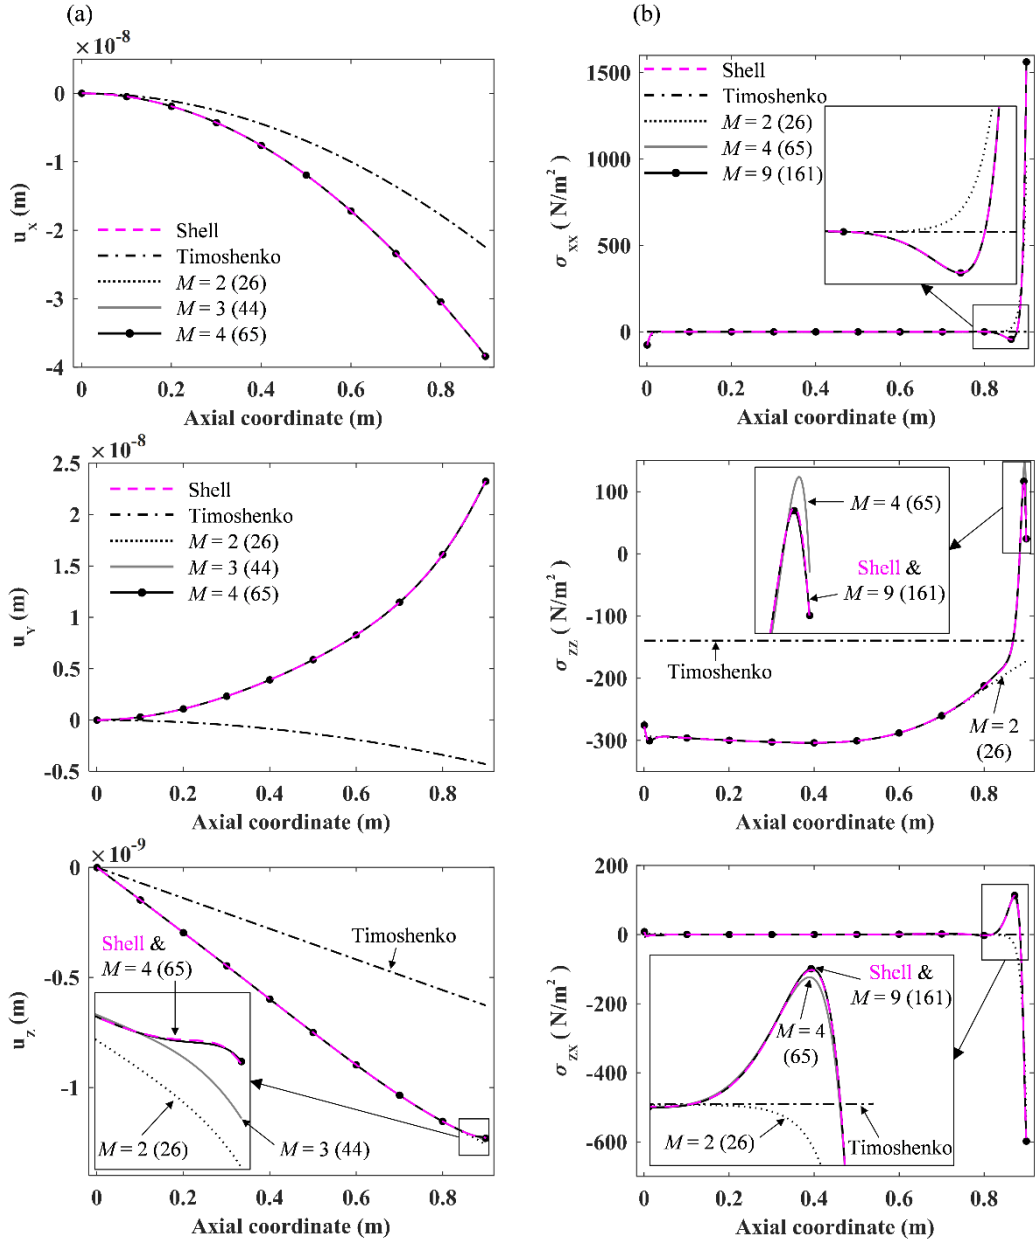 (a)
×10⁻⁸
0
-1
-2
-3
-4
u_x (m)
Shell
Timoshenko
M = 2 (26)
M = 3 (44)
M = 4 (65)
0 0.2 0.4 0.6 0.8
Axial coordinate (m)
×10⁻⁸
2.5
2
1.5
1
0.5
0
-0.5
u_y (m)
Shell
Timoshenko
M = 2 (26)
M = 3 (44)
M = 4 (65)
0 0.2 0.4 0.6 0.8
Axial coordinate (m)
×10⁻⁹
0
-0.5
-1
u_z (m)
Timoshenko
Shell &
M = 4 (65)
M = 2 (26)
M = 3 (44)
0 0.2 0.4 0.6 0.8
Axial coordinate (m)
(b)
1500
1000
500
0
σ_xx ( N/m²)
Shell
Timoshenko
M = 2 (26)
M = 4 (65)
M = 9 (161)
0 0.2 0.4 0.6 0.8
Axial coordinate (m)
100
0
-100
-200
-300
σ_zz ( N/m²)
M = 4 (65)
Shell &
M = 9 (161)
Timoshenko
M = 2
(26)
0 0.2 0.4 0.6 0.8
Axial coordinate (m)
200
0
-200
-400
-600
σ_zx ( N/m²)
Shell &
M = 9 (161)
M = 4
(65)
M = 2 (26)
Timoshenko
0 0.2 0.4 0.6 0.8
Axial coordinate (m)